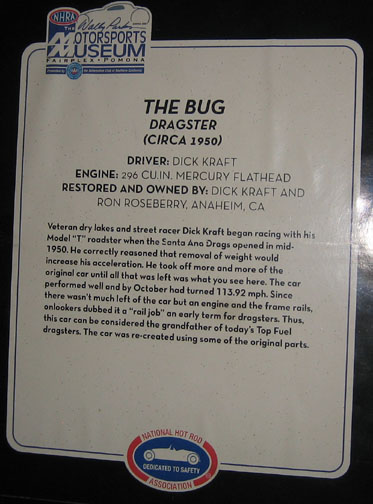 NHRA
THE Wally Parks
MOTORSPORTS
MUSEUM
FAIRPLEX • POMONA
Presented by
THE BUG
DRAGSTER
(CIRCA 1950)
DRIVER: DICK KRAFT
ENGINE: 296 CU.IN. MERCURY FLATHEAD
RESTORED AND OWNED BY: DICK KRAFT AND
RON ROSEBERRY, ANAHEIM, CA
Veteran dry lakes and street racer Dick Kraft began racing with his
Model "T" roadster when the Santa Ana Drags opened in mid-
1950. He correctly reasoned that removal of weight would
increase his acceleration. He took off more and more of the
original car until all that was left was what you see here. The car
performed well and by October had turned 113.92 mph. Since
there wasn't much left of the car but an engine and the frame rails,
onlookers dubbed it a "rail job" an early term for dragsters. Thus,
this car can be considered the grandfather of today's Top Fuel
dragsters. The car was re-created using some of the original parts.
NATIONAL HOT ROD
DEDICATED TO SAFETY
ASSOCIATION